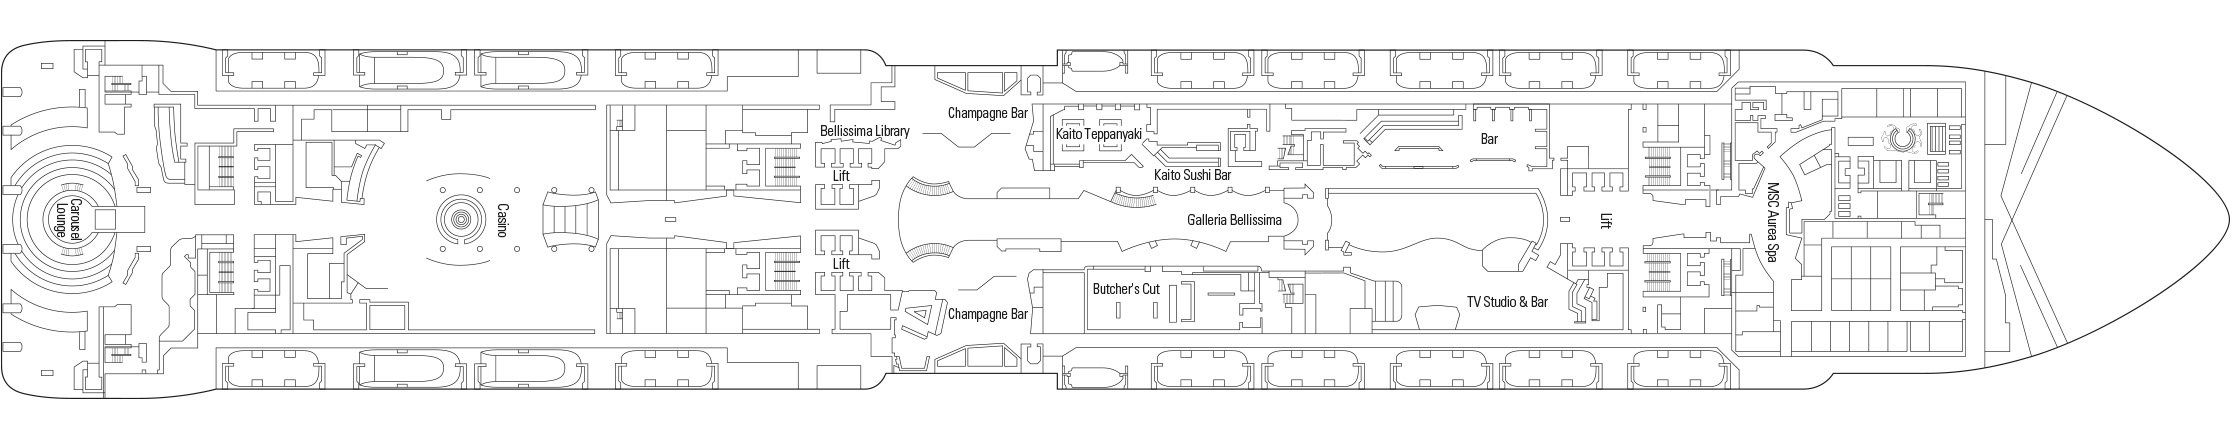 Champagne Bar
Bellissima Library
Kaito Teppanyaki
Bar
Lift
Kaito Sushi Bar
Carousel
Lounge
Casino
Galleria Bellissima
Lift
MSC Aurea Spa
Lift
Butcher's Cut
TV Studio & Bar
Champagne Bar